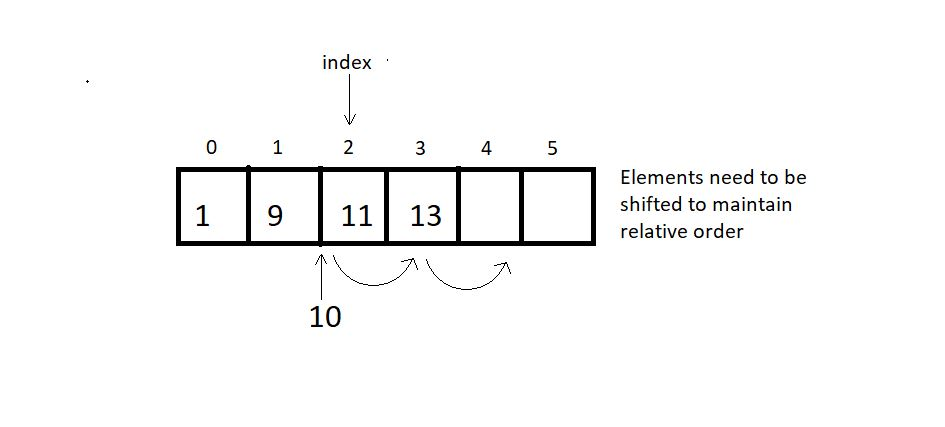 index
0 1 2 3 4 5
1 9 11 13
Elements need to be
shifted to maintain
relative order
10